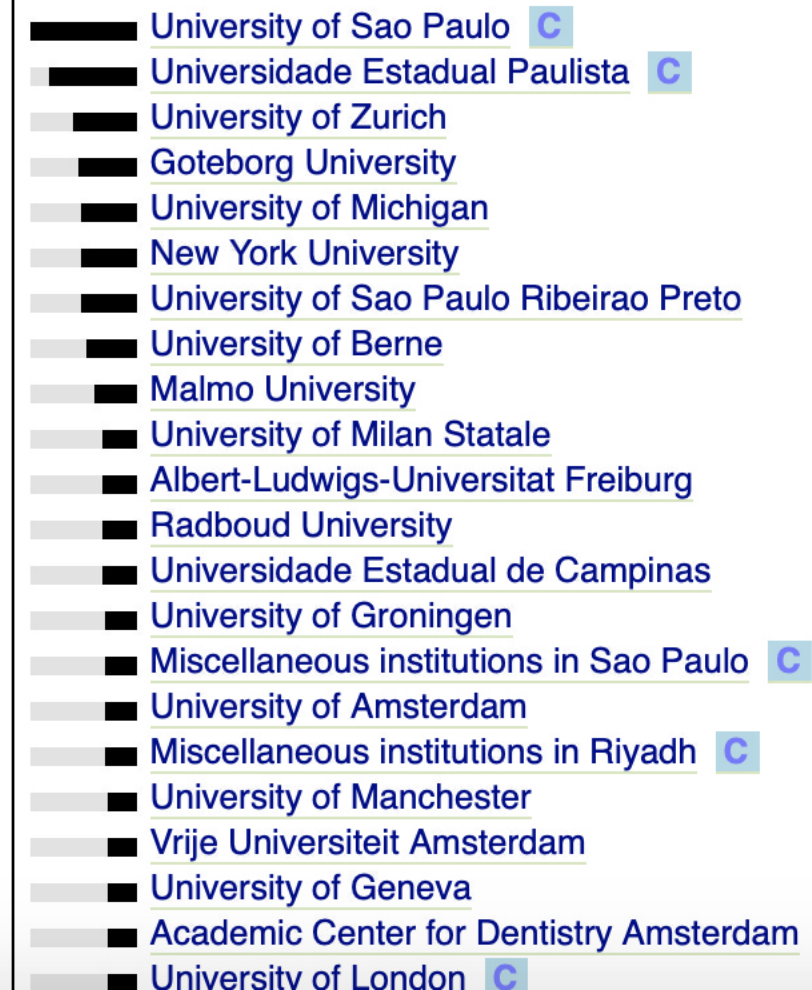 University of Sao Paulo C
Universidade Estadual Paulista C
University of Zurich
Goteborg University
University of Michigan
New York University
University of Sao Paulo Ribeirao Preto
University of Berne
Malmo University
University of Milan Statale
Albert-Ludwigs-Universitat Freiburg
Radboud University
Universidade Estadual de Campinas
University of Groningen
Miscellaneous institutions in Sao Paulo C
University of Amsterdam
Miscellaneous institutions in Riyadh C
University of Manchester
Vrije Universiteit Amsterdam
University of Geneva
Academic Center for Dentistry Amsterdam
University of London C